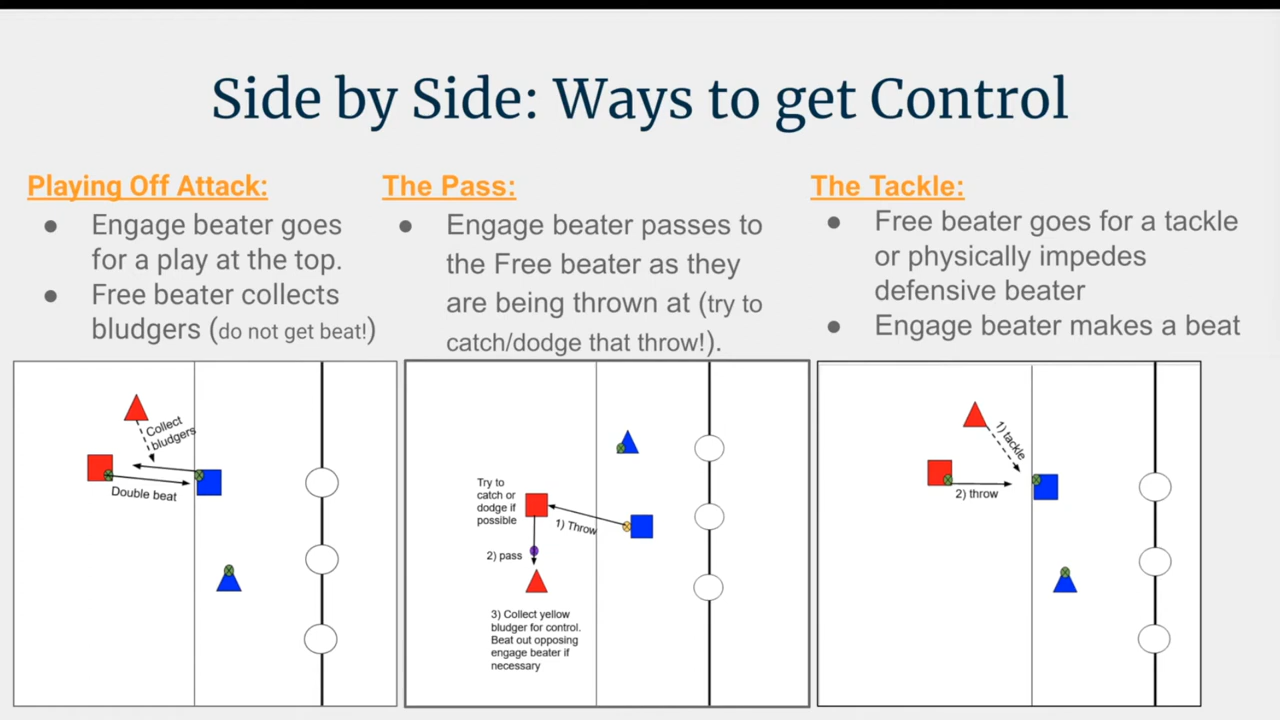 Side by Side: Ways to get Control
Playing Off Attack:
● Engage beater goes
for a play at the top.
● Free beater collects
bludgers (do not get beat!)
The Pass:
● Engage beater passes to
the Free beater as they
are being thrown at (try to
catch/dodge that throw!).
The Tackle:
● Free beater goes for a tackle
or physically impedes
defensive beater
● Engage beater makes a beat
Collect
bludgers
Double beat
Try to
catch or
dodge if
possible
1) Throw
2) pass
3) Collect yellow
bludger for control.
Beat out opposing
engage beater if
necessary
1) tackle
2) throw